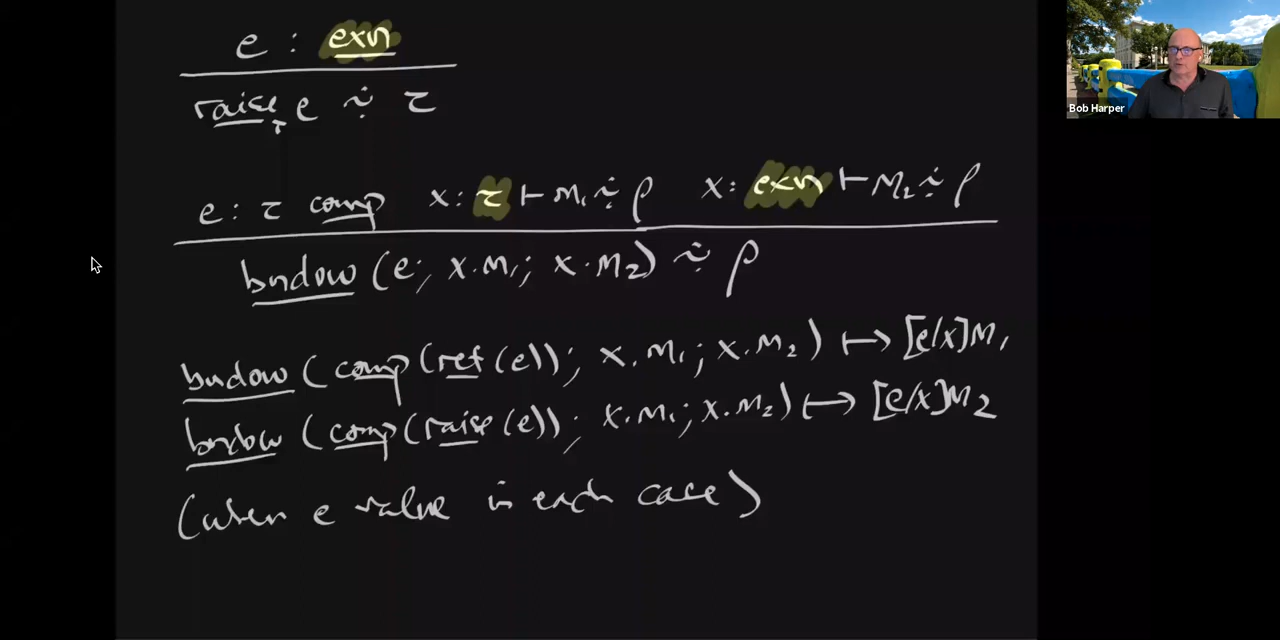 e : exn
raise_τ e ∻ τ
e : τ comp   x : τ ⊢ M₁ ∻ ρ   x : exn ⊢ M₂ ∻ ρ
bndow (e; x.M₁; x.M₂) ∻ ρ
bndow (comp(ret(e)); x.M₁; x.M₂) ↦ [e/x]M₁
bndow (comp(raise(e)); x.M₁; x.M₂) ↦ [e/x]M₂
(when e value in each case)
Bob Harper